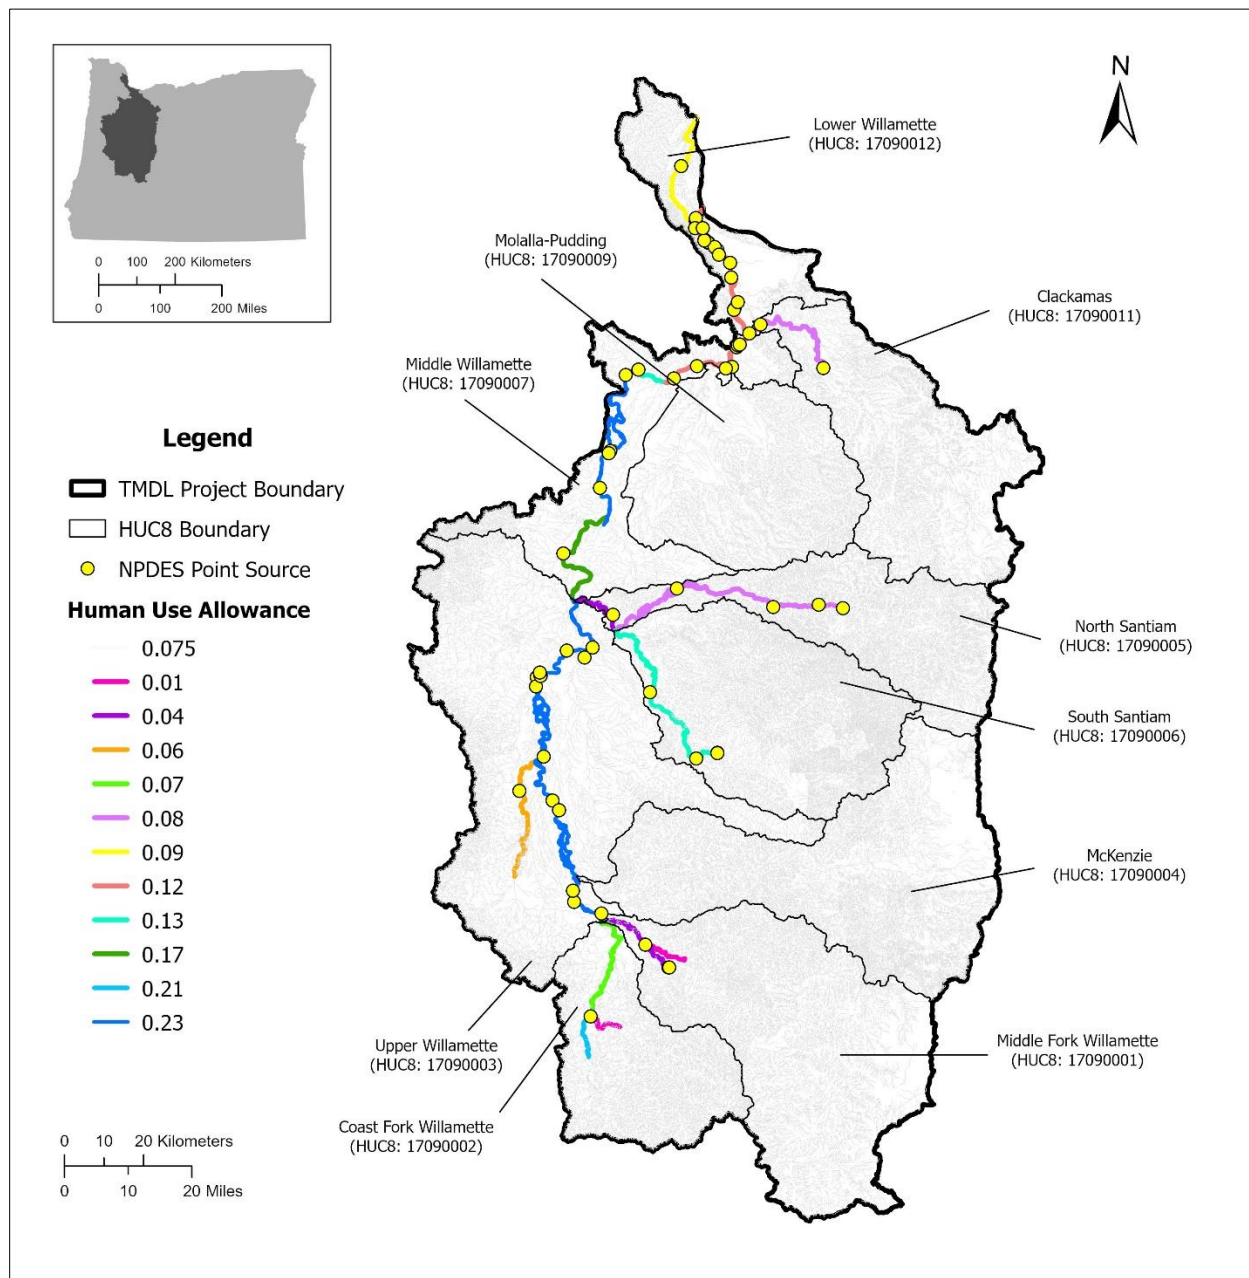 0 100 200 Kilometers
0 100 200 Miles
N
Lower Willamette
(HUC8: 17090012)
Molalla-Pudding
(HUC8: 17090009)
Clackamas
(HUC8: 17090011)
Middle Willamette
(HUC8: 17090007)
Legend
TMDL Project Boundary
HUC8 Boundary
NPDES Point Source
Human Use Allowance
0.075
0.01
0.04
0.06
0.07
0.08
0.09
0.12
0.13
0.17
0.21
0.23
North Santiam
(HUC8: 17090005)
South Santiam
(HUC8: 17090006)
McKenzie
(HUC8: 17090004)
Upper Willamette
(HUC8: 17090003)
Middle Fork Willamette
(HUC8: 17090001)
Coast Fork Willamette
(HUC8: 17090002)
0 10 20 Kilometers
0 10 20 Miles